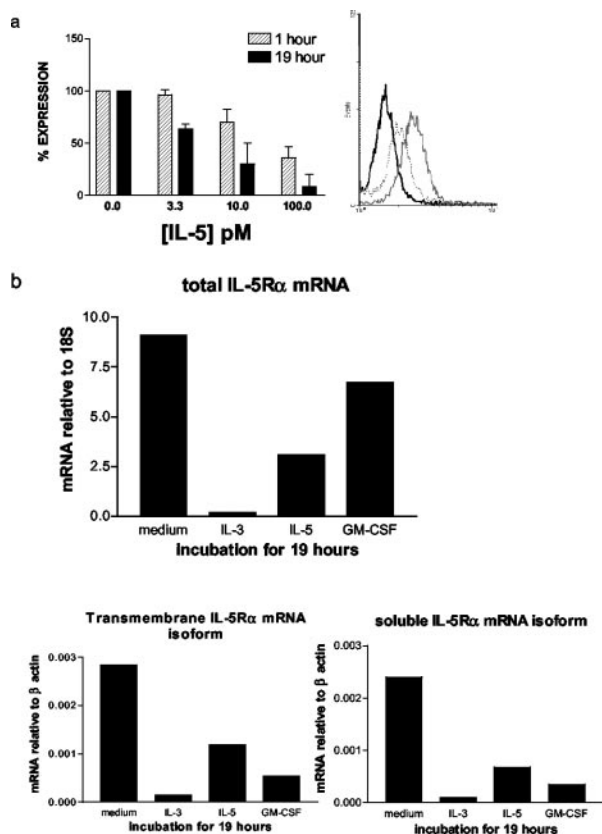 a
1 hour
19 hour
% EXPRESSION
150
100
50
0
0.0 3.3 10.0 100.0
[IL-5] pM
b
total IL-5Rα mRNA
mRNA relative to 18S
10.0
7.5
5.0
2.5
0.0
medium IL-3 IL-5 GM-CSF
incubation for 19 hours
Transmembrane IL-5Rα mRNA
isoform
mRNA relative to β actin
0.003
0.002
0.001
0.000
medium IL-3 IL-5 GM-CSF
incubation for 19 hours
soluble IL-5Rα mRNA isoform
mRNA relative to β actin
0.003
0.002
0.001
0.000
medium IL-3 IL-5 GM-CSF
incubation for 19 hours